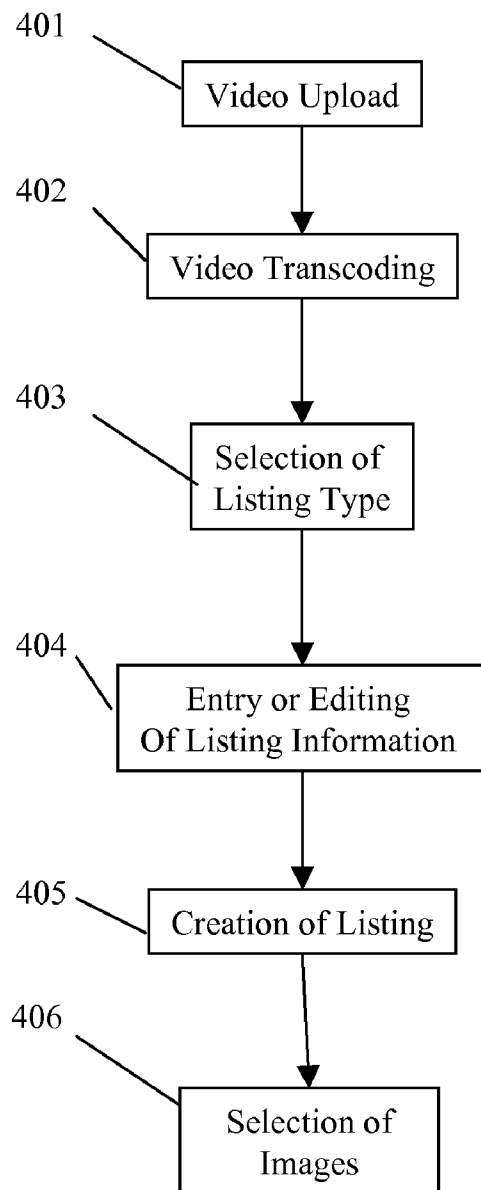 401
Video Upload
402
Video Transcoding
403
Selection of
Listing Type
404
Entry or Editing
Of Listing Information
405
Creation of Listing
406
Selection of
Images